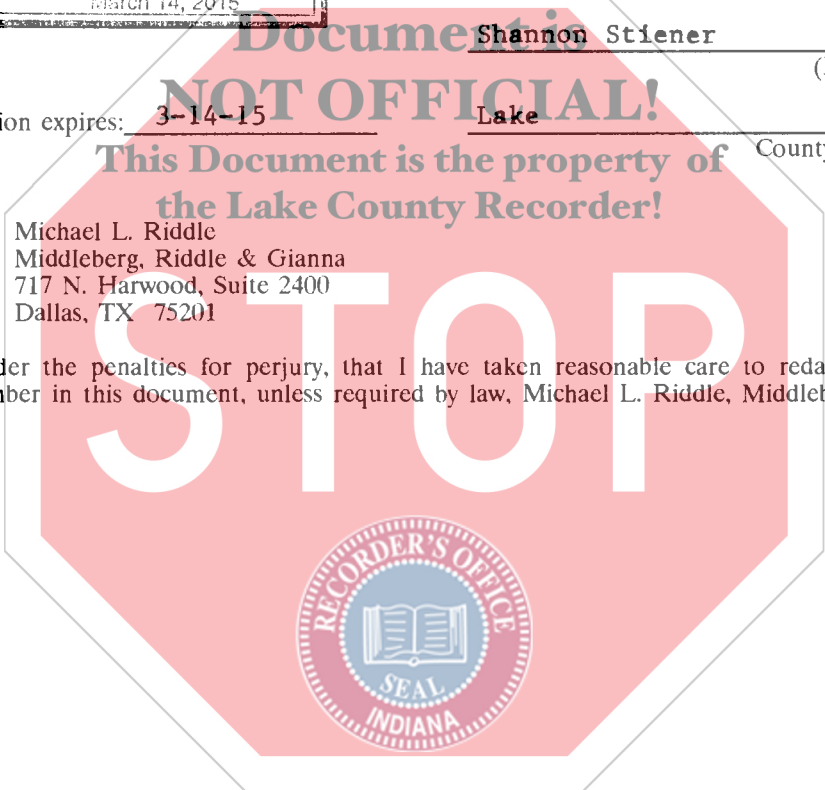 March 14, 2015
Document is
Shannon Stiener
NOT OFFICIAL!
ion expires: 3-14-15
Lake
County
This Document is the property of
the Lake County Recorder!
Michael L. Riddle
Middleberg, Riddle & Gianna
717 N. Harwood, Suite 2400
Dallas, TX 75201
der the penalties for perjury, that I have taken reasonable care to reda
ber in this document, unless required by law, Michael L. Riddle, Middleb
STOP
RECORDER'S OFFICE
SEAL
INDIANA